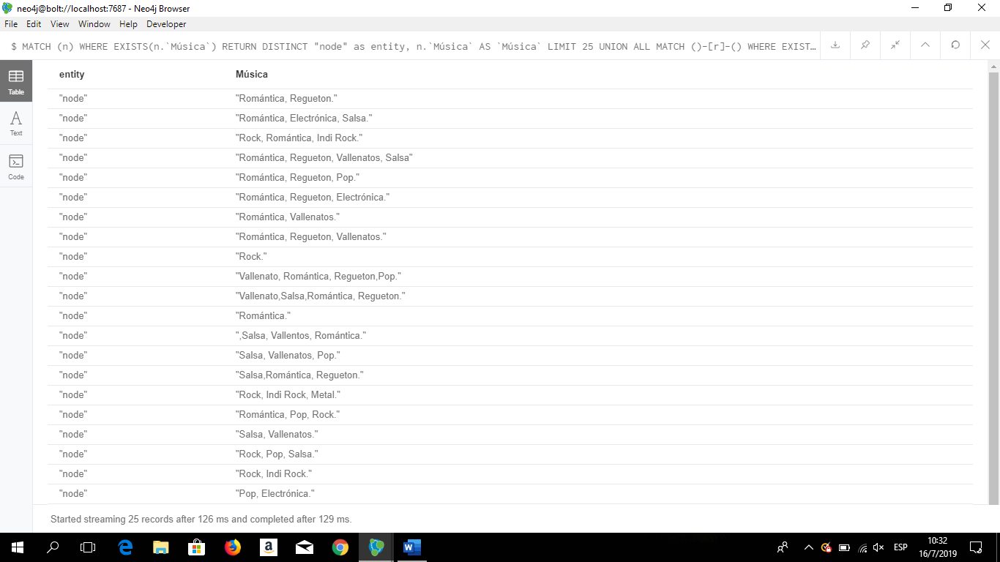 neo4j@bolt://localhost:7687 - Neo4j Browser
File Edit View Window Help Developer
$ MATCH (n) WHERE EXISTS(n.`Música`) RETURN DISTINCT "node" as entity, n.`Música` AS `Música` LIMIT 25 UNION ALL MATCH ()-[r]-() WHERE EXIST…
Table
Text
Code
entity Música
"node" "Romántica, Regueton."
"node" "Romántica, Electrónica, Salsa."
"node" "Rock, Romántica, Indi Rock."
"node" "Romántica, Regueton, Vallenatos, Salsa"
"node" "Romántica, Regueton, Pop."
"node" "Romántica, Regueton, Electrónica."
"node" "Romántica, Vallenatos."
"node" "Romántica, Regueton, Vallenatos."
"node" "Rock."
"node" "Vallenato, Romántica, Regueton,Pop."
"node" "Vallenato,Salsa,Romántica, Regueton."
"node" "Romántica."
"node" ",Salsa, Vallentos, Romántica."
"node" "Salsa, Vallenatos, Pop."
"node" "Salsa,Romántica, Regueton."
"node" "Rock, Indi Rock, Metal."
"node" "Romántica, Pop, Rock."
"node" "Salsa, Vallenatos."
"node" "Rock, Pop, Salsa."
"node" "Rock, Indi Rock."
"node" "Pop, Electrónica."
Started streaming 25 records after 126 ms and completed after 129 ms.
ESP
10:32
16/7/2019